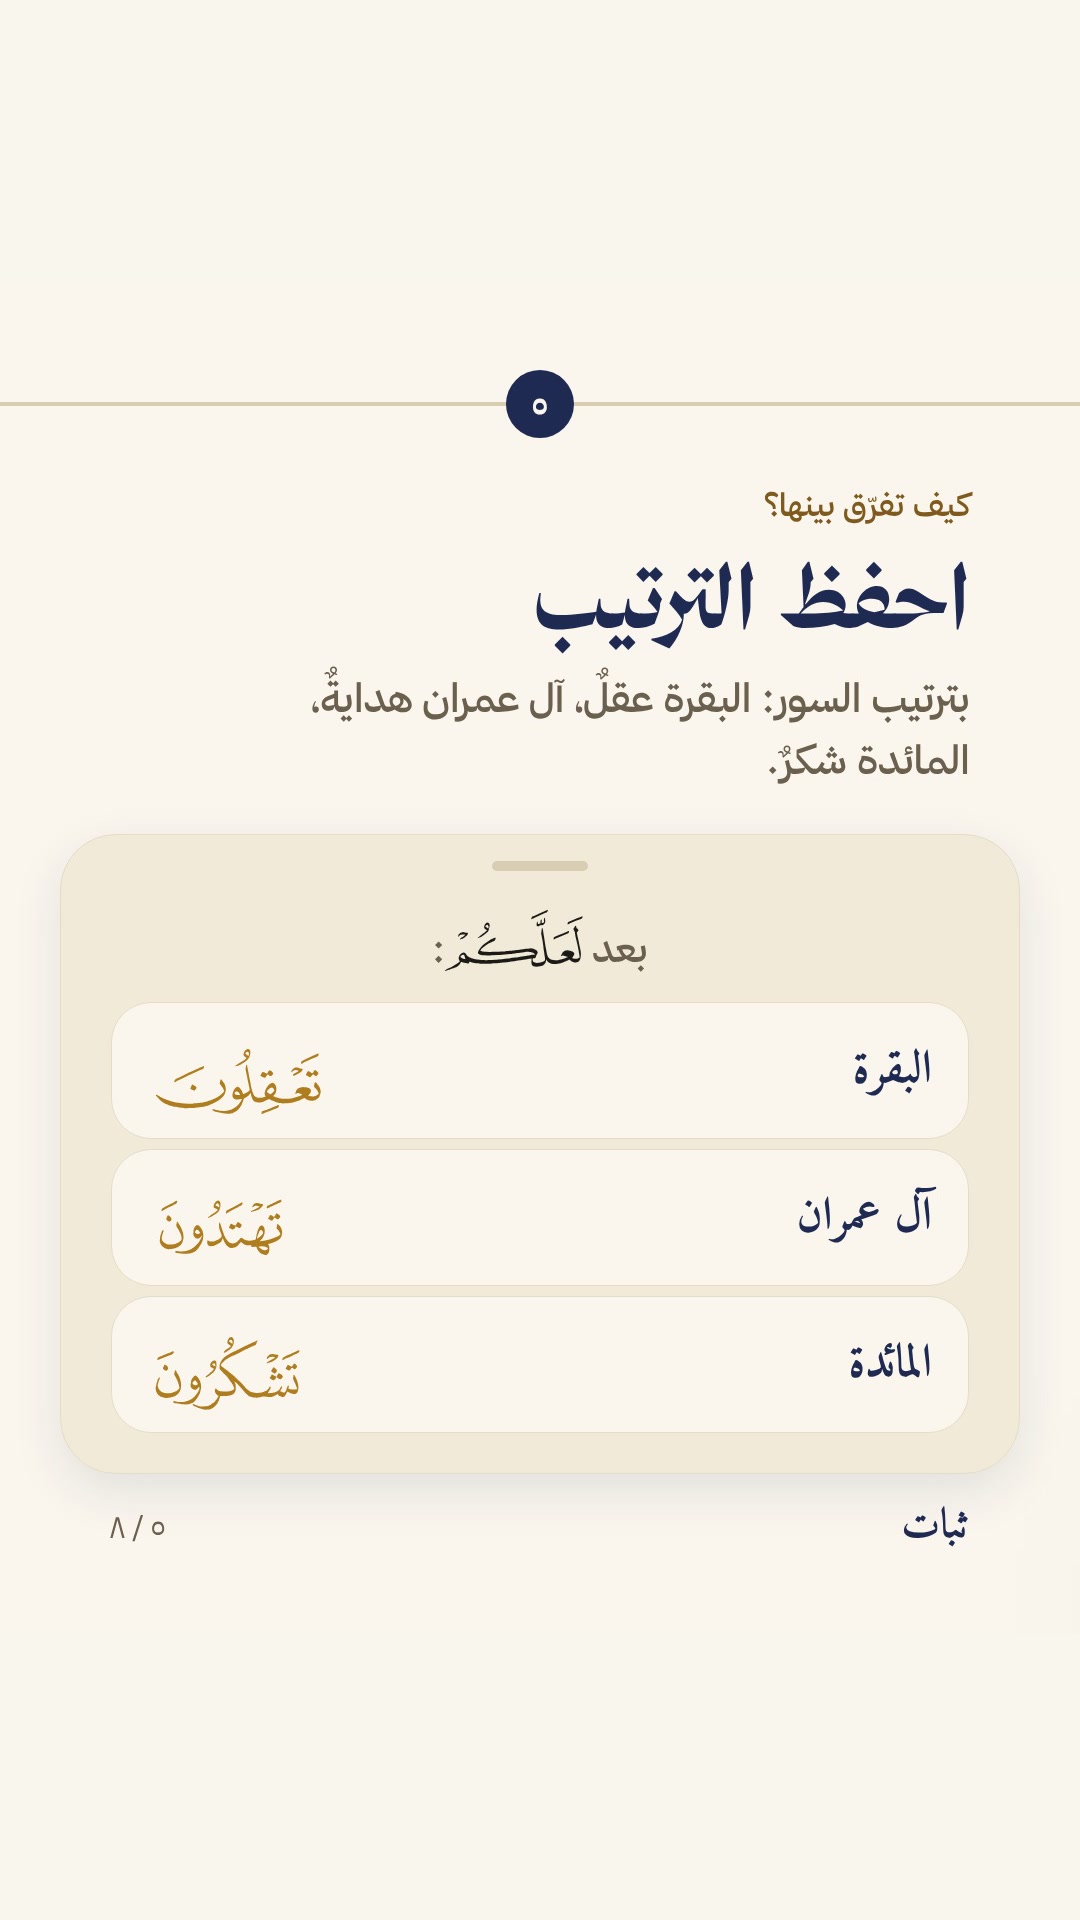 ٥
كيف تفرّق بينها؟
احفظ الترتيب
بترتيب السور: البقرة عقلٌ، آل عمران هدايةٌ،
المائدة شكرٌ.
بعد لَعَلَّكُمۡ:
البقرة تَعۡقِلُونَ
آل عمران تَهۡتَدُونَ
المائدة تَشۡكُرُونَ
ثبات ٥ / ٨